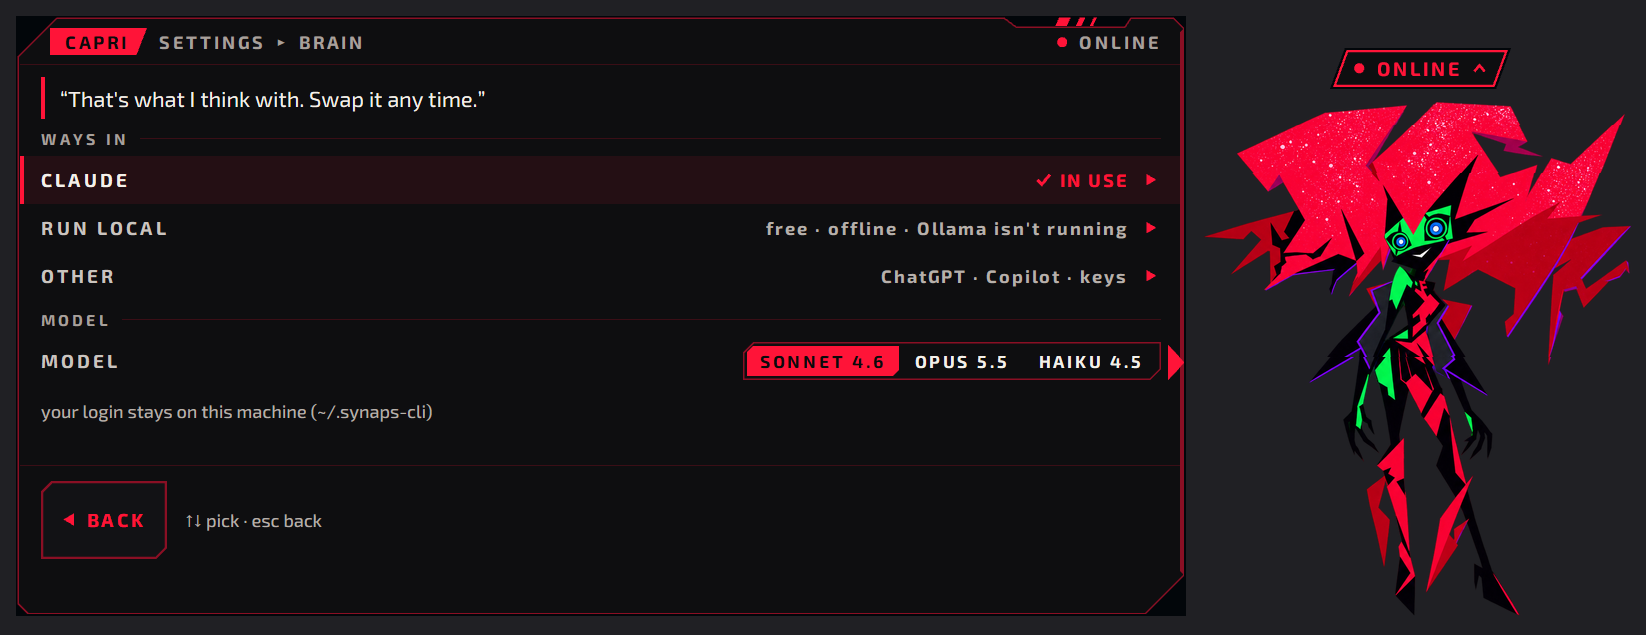 CAPRI SETTINGS ▸ BRAIN ● ONLINE
● ONLINE ^
“That's what I think with. Swap it any time.”
WAYS IN
CLAUDE ✓ IN USE ▶
RUN LOCAL free · offline · Ollama isn't running ▶
OTHER ChatGPT · Copilot · keys ▶
MODEL
MODEL SONNET 4.6 OPUS 5.5 HAIKU 4.5
your login stays on this machine (~/.synaps-cli)
◀ BACK ↑↓ pick · esc back